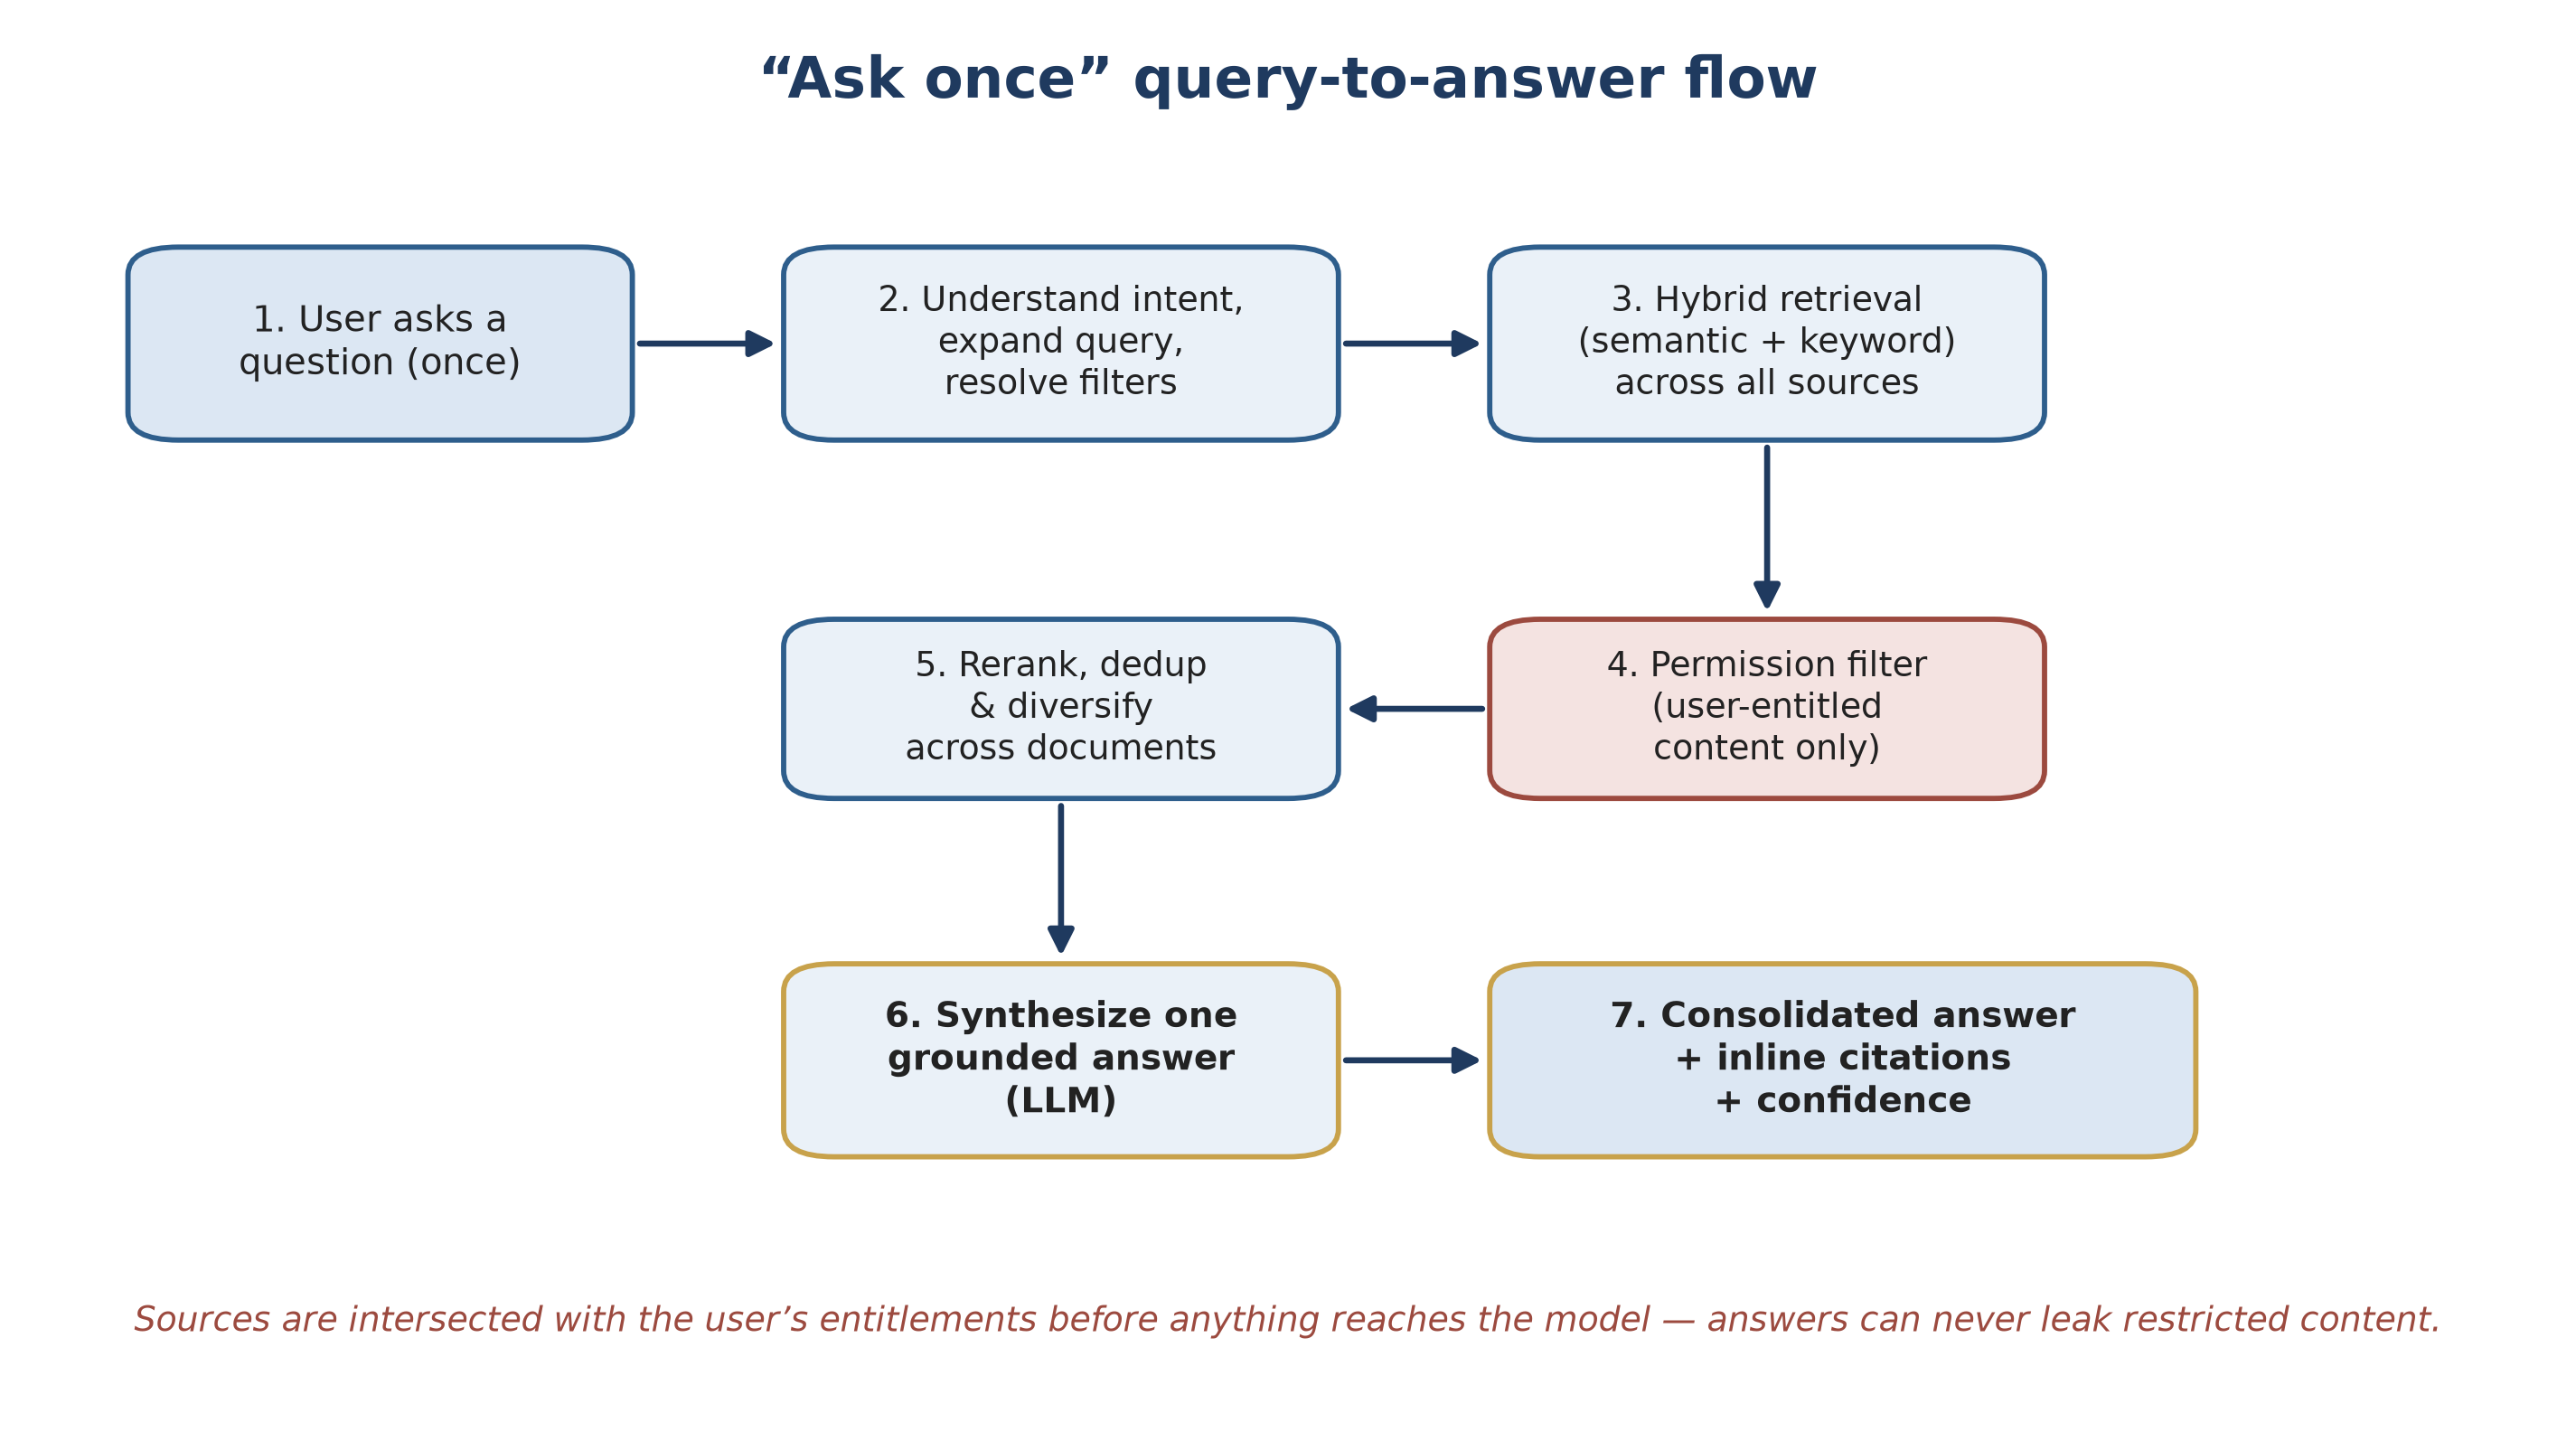 “Ask once” query-to-answer flow
1. User asks a
question (once)
2. Understand intent,
expand query,
resolve filters
3. Hybrid retrieval
(semantic + keyword)
across all sources
4. Permission filter
(user-entitled
content only)
5. Rerank, dedup
& diversify
across documents
6. Synthesize one
grounded answer
(LLM)
7. Consolidated answer
+ inline citations
+ confidence
Sources are intersected with the user’s entitlements before anything reaches the model — answers can never leak restricted content.